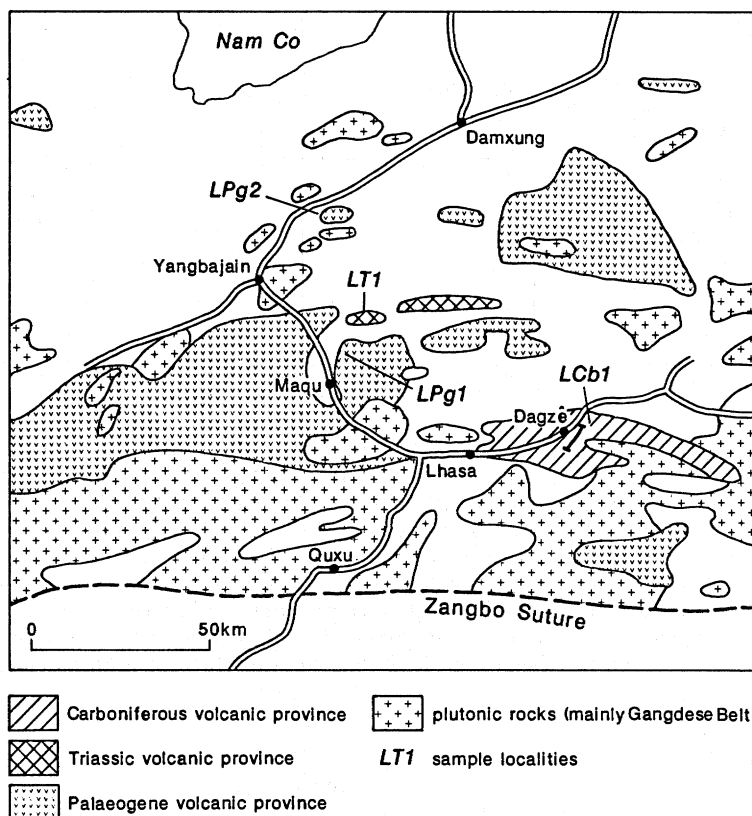 Nam Co
Damxung
LPg2
Yangbajain
LT1
Maqu
LPg1
LCb1
Dagzê
Lhasa
Quxu
Zangbo Suture
0 50km
Carboniferous volcanic province
plutonic rocks (mainly Gangdese Belt
Triassic volcanic province
LT1 sample localities
Palaeogene volcanic province